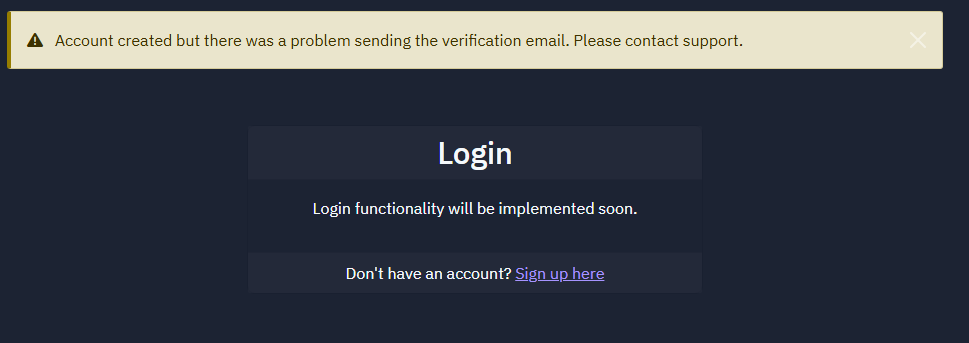 Account created but there was a problem sending the verification email. Please contact support.
Login
Login functionality will be implemented soon.
Don't have an account? Sign up here